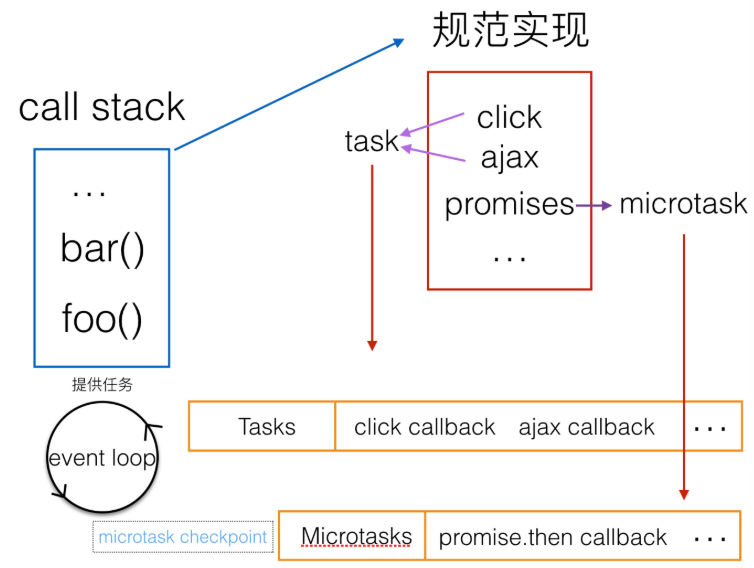 规范实现
call stack
click
task
ajax
promises
microtask
...
...
bar()
foo()
提供任务
event loop
Tasks
click callback
ajax callback
...
microtask checkpoint
Microtasks
promise.then callback
...